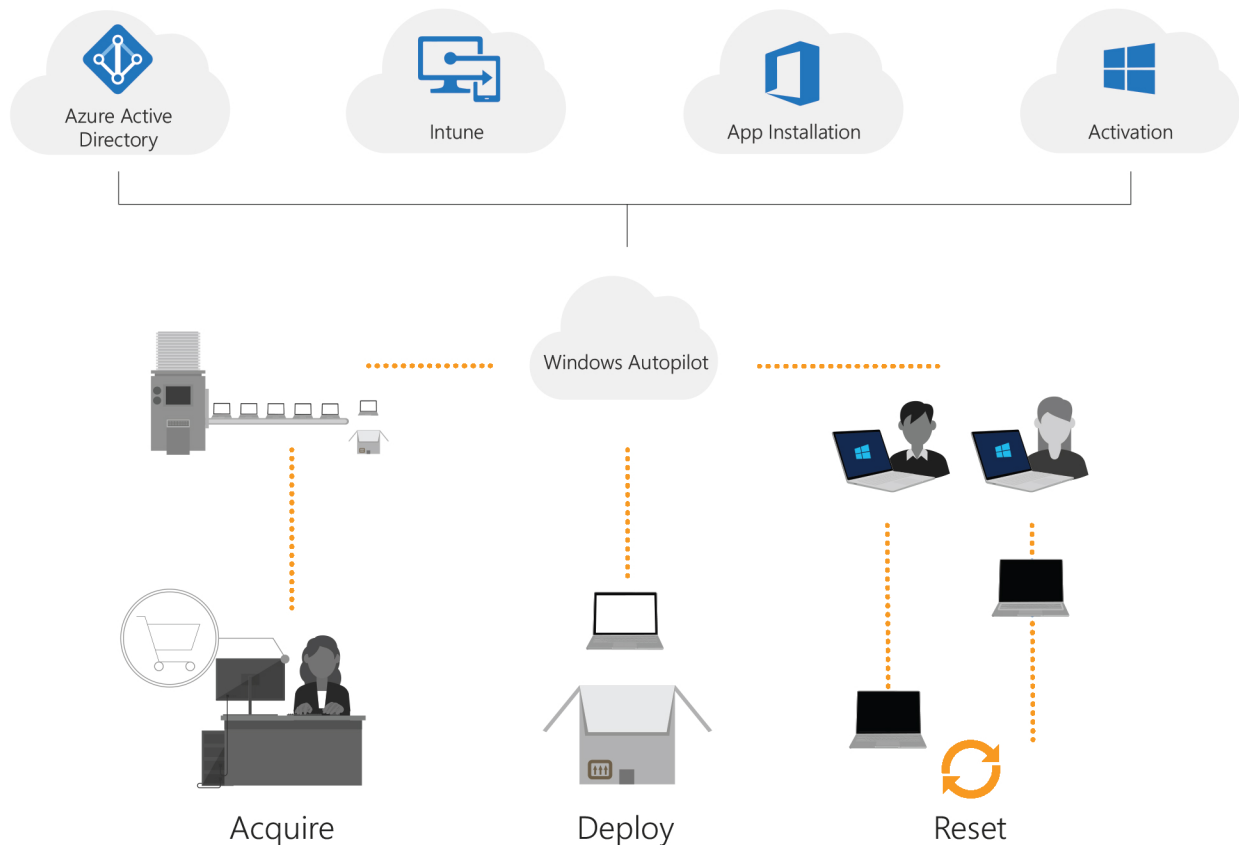 Azure Active
Directory
Intune
App Installation
Activation
Windows Autopilot
Acquire
Deploy
Reset